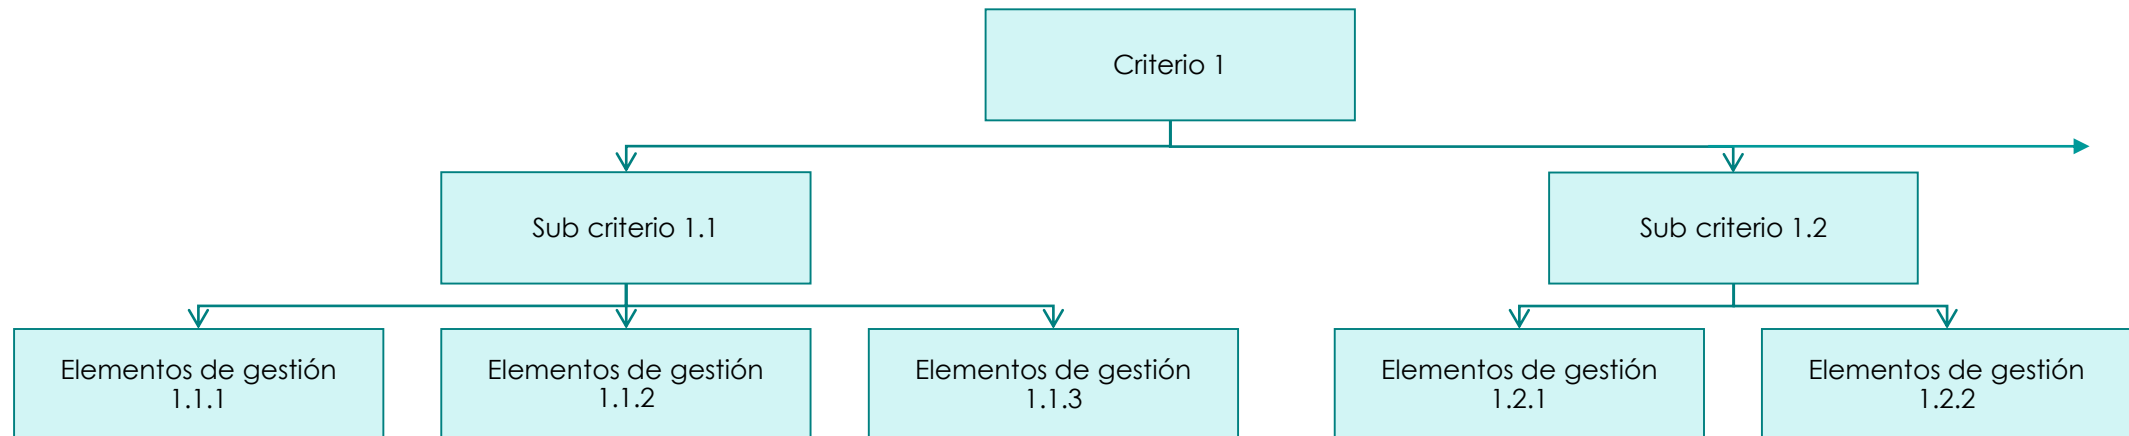 Criterio 1
Sub criterio 1.1
Sub criterio 1.2
Elementos de gestión
1.1.1
Elementos de gestión
1.1.2
Elementos de gestión
1.1.3
Elementos de gestión
1.2.1
Elementos de gestión
1.2.2